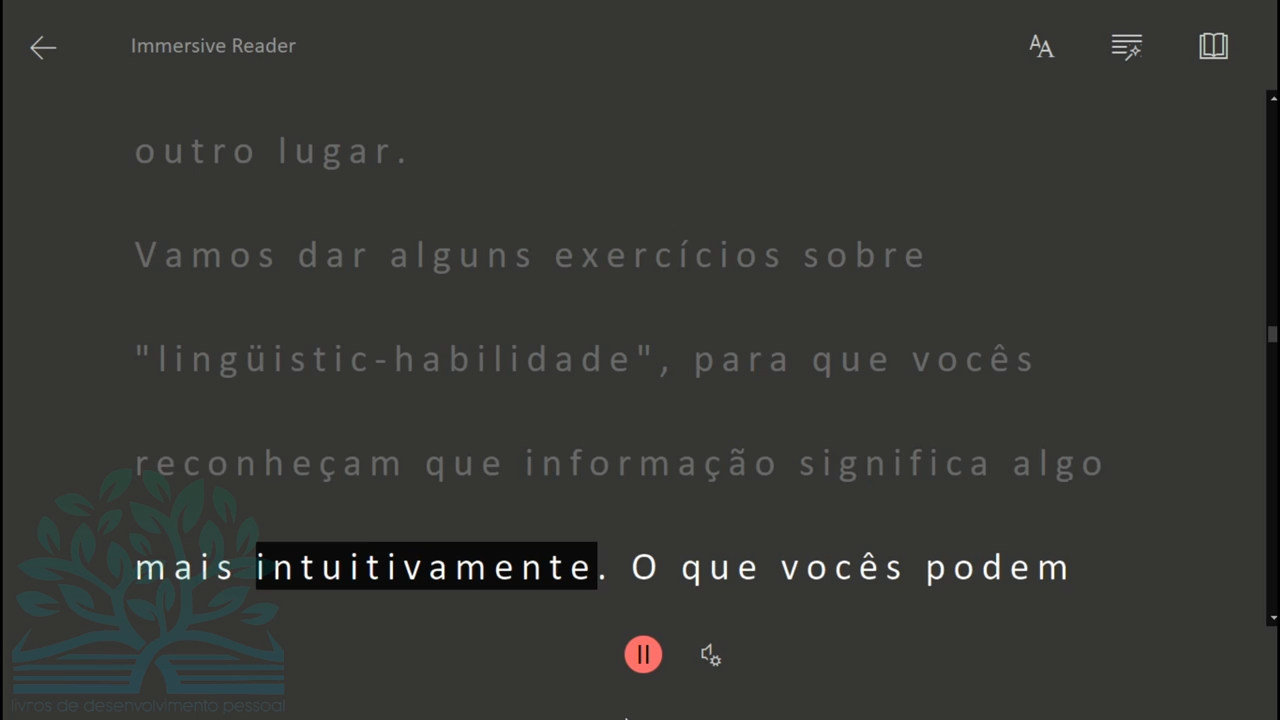 Immersive Reader
outro lugar.
Vamos dar alguns exercícios sobre
"lingüistic-habilidade", para que vocês
reconheçam que informação significa algo
mais intuitivamente. O que vocês podem
livros de desenvolvimento pessoal